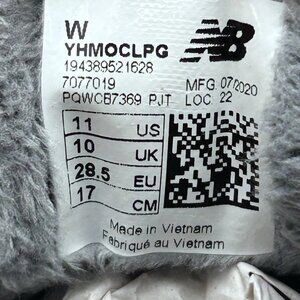 W
YHMOCLPG
194389521628
7077019 MFG 07/2020
PQWCB7369 PJT LOC 22
11 US
10 UK
28.5 EU
17 CM
Made in Vietnam
Fabriqué au Vietnam